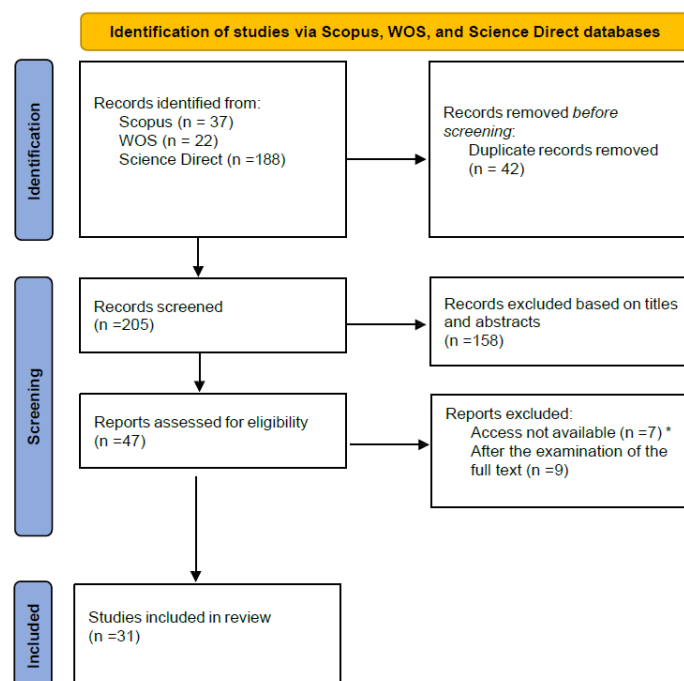 Identification of studies via Scopus, WOS, and Science Direct databases
Identification
Records identified from:
Scopus (n = 37)
WOS (n = 22)
Science Direct (n =188)
Records removed before
screening:
Duplicate records removed
(n = 42)
Screening
Records screened
(n =205)
Records excluded based on titles
and abstracts
(n =158)
Reports assessed for eligibility
(n =47)
Reports excluded:
Access not available (n =7) *
After the examination of the
full text (n =9)
Included
Studies included in review
(n =31)